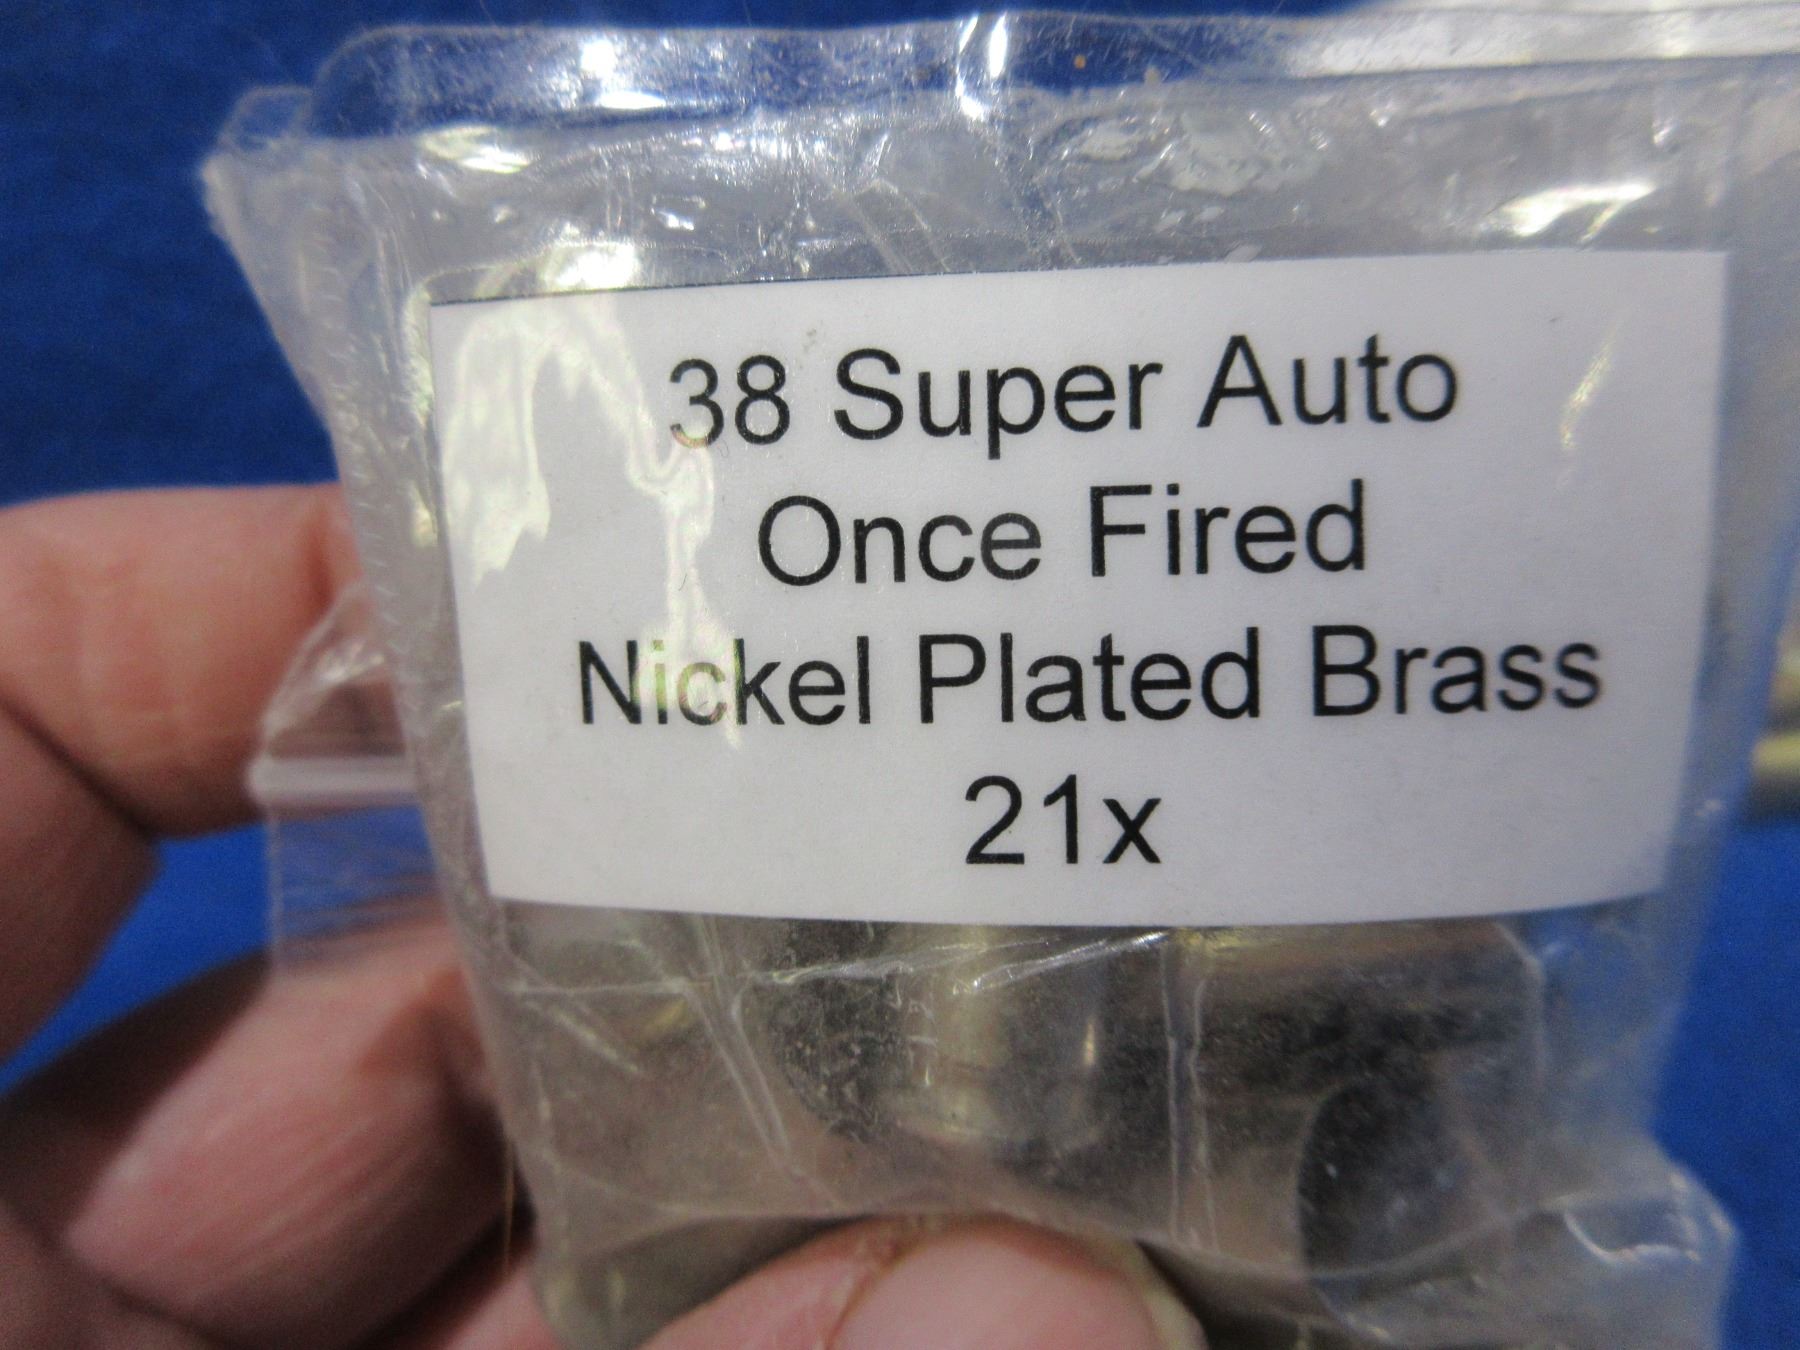 38 Super Auto
Once Fired
Nickel Plated Brass
21x